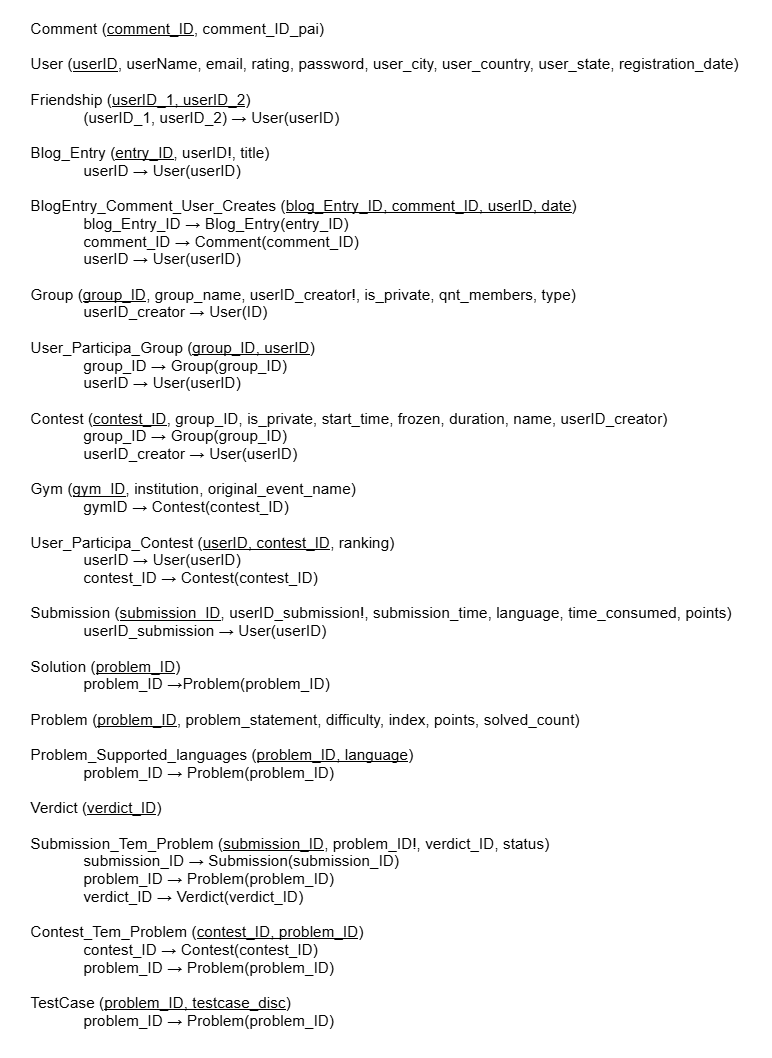 Comment (comment_ID, comment_ID_pai)
User (userID, userName, email, rating, password, user_city, user_country, user_state, registration_date)
Friendship (userID_1, userID_2)
(userID_1, userID_2) → User(userID)
Blog_Entry (entry_ID, userID!, title)
userID → User(userID)
BlogEntry_Comment_User_Creates (blog_Entry_ID, comment_ID, userID, date)
blog_Entry_ID → Blog_Entry(entry_ID)
comment_ID → Comment(comment_ID)
userID → User(userID)
Group (group_ID, group_name, userID_creator!, is_private, qnt_members, type)
userID_creator → User(ID)
User_Participa_Group (group_ID, userID)
group_ID → Group(group_ID)
userID → User(userID)
Contest (contest_ID, group_ID, is_private, start_time, frozen, duration, name, userID_creator)
group_ID → Group(group_ID)
userID_creator → User(userID)
Gym (gym_ID, institution, original_event_name)
gymID → Contest(contest_ID)
User_Participa_Contest (userID, contest_ID, ranking)
userID → User(userID)
contest_ID → Contest(contest_ID)
Submission (submission_ID, userID_submission!, submission_time, language, time_consumed, points)
userID_submission → User(userID)
Solution (problem_ID)
problem_ID →Problem(problem_ID)
Problem (problem_ID, problem_statement, difficulty, index, points, solved_count)
Problem_Supported_languages (problem_ID, language)
problem_ID → Problem(problem_ID)
Verdict (verdict_ID)
Submission_Tem_Problem (submission_ID, problem_ID!, verdict_ID, status)
submission_ID → Submission(submission_ID)
problem_ID → Problem(problem_ID)
verdict_ID → Verdict(verdict_ID)
Contest_Tem_Problem (contest_ID, problem_ID)
contest_ID → Contest(contest_ID)
problem_ID → Problem(problem_ID)
TestCase (problem_ID, testcase_disc)
problem_ID → Problem(problem_ID)